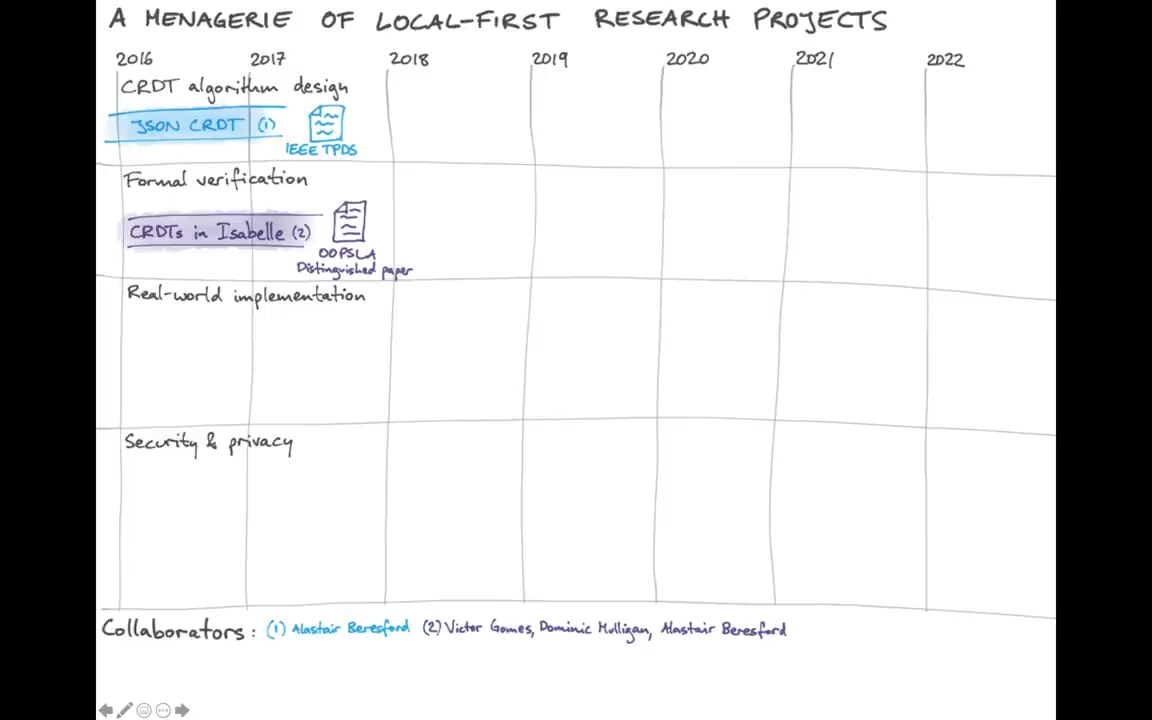 A MENAGERIE OF LOCAL-FIRST RESEARCH PROJECTS
2016 2017 2018 2019 2020 2021 2022
CRDT algorithm design
JSON CRDT (1)
IEEE TPDS
Formal verification
CRDTs in Isabelle (2)
OOPSLA
Distinguished paper
Real-world implementation
Security & privacy
Collaborators: (1) Alastair Beresford (2) Victor Gomes, Dominic Mulligan, Alastair Beresford